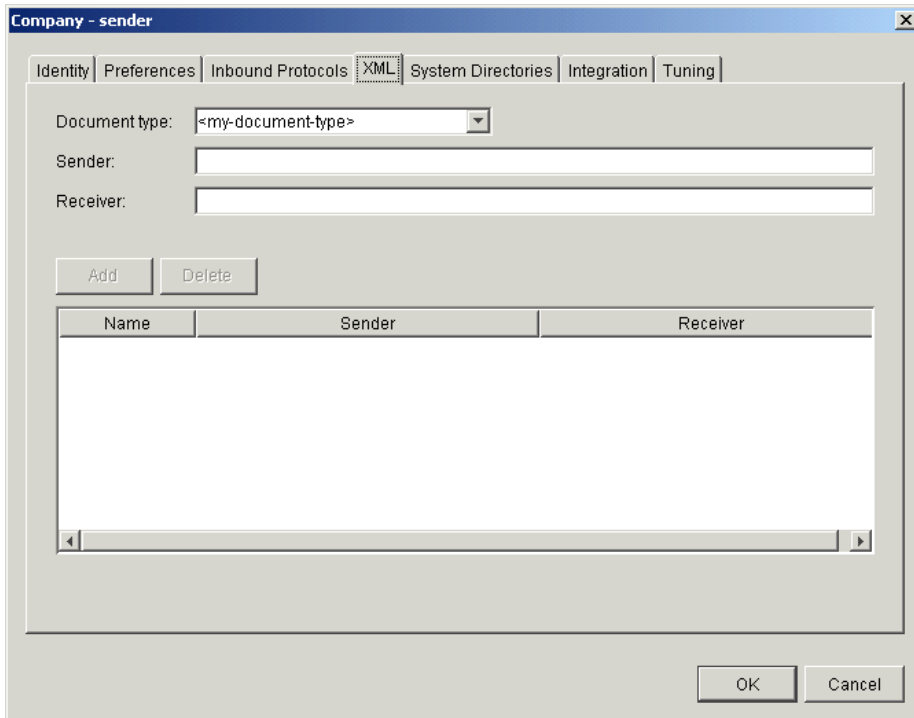 Company - sender
Identity Preferences Inbound Protocols XML System Directories Integration Tuning
Document type: <my-document-type>
Sender:
Receiver:
Add Delete
Name Sender Receiver
OK Cancel